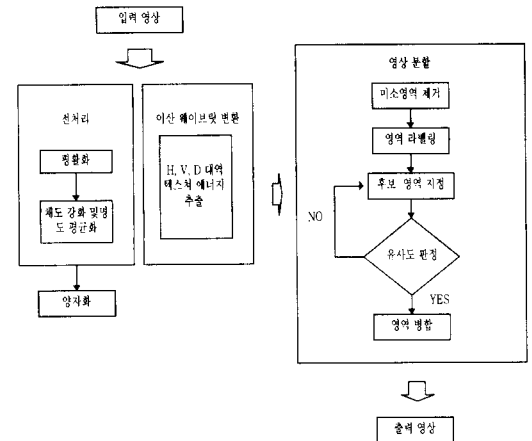 입력 영상
전처리
평활화
채도 강화 및명
도 평균화
양자화
이산 웨이브릿 변환
H, V, D 대역
텍스쳐 에너지
추출
영상 분할
미소영역 제거
영역 라벨링
후보 영역 지정
NO
유사도 판정
YES
영역 병합
출력 영상